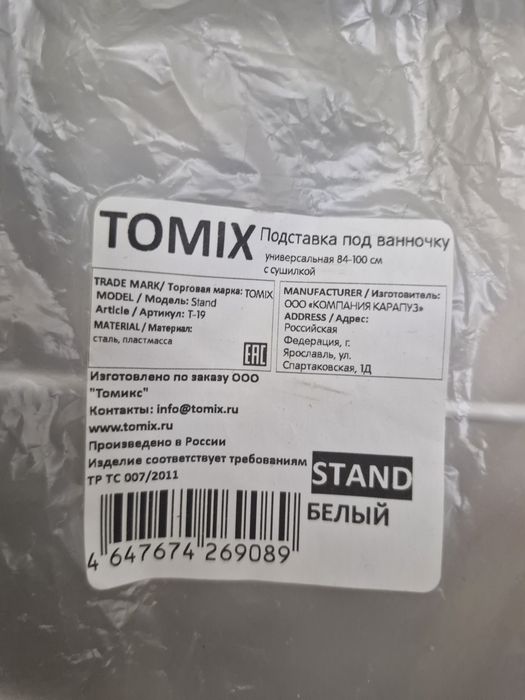 TOMIX Подставка под ванночку
универсальная 84-100 см
с сушилкой
TRADE MARK/ Торговая марка: TOMIX
MODEL / Модель: Stand
Article / Артикул: T-19
MATERIAL / Материал:
сталь, пластмасса
EAC
MANUFACTURER / Изготовитель:
ООО «КОМПАНИЯ КАРАПУЗ»
ADDRESS / Адрес:
Российская
Федерация, г.
Ярославль, ул.
Спартаковская, 1Д
Изготовлено по заказу ООО
"Томикс"
Контакты: info@tomix.ru
www.tomix.ru
Произведено в России
Изделие соответствует требованиям
ТР ТС 007/2011
STAND
БЕЛЫЙ
4 647674 269089